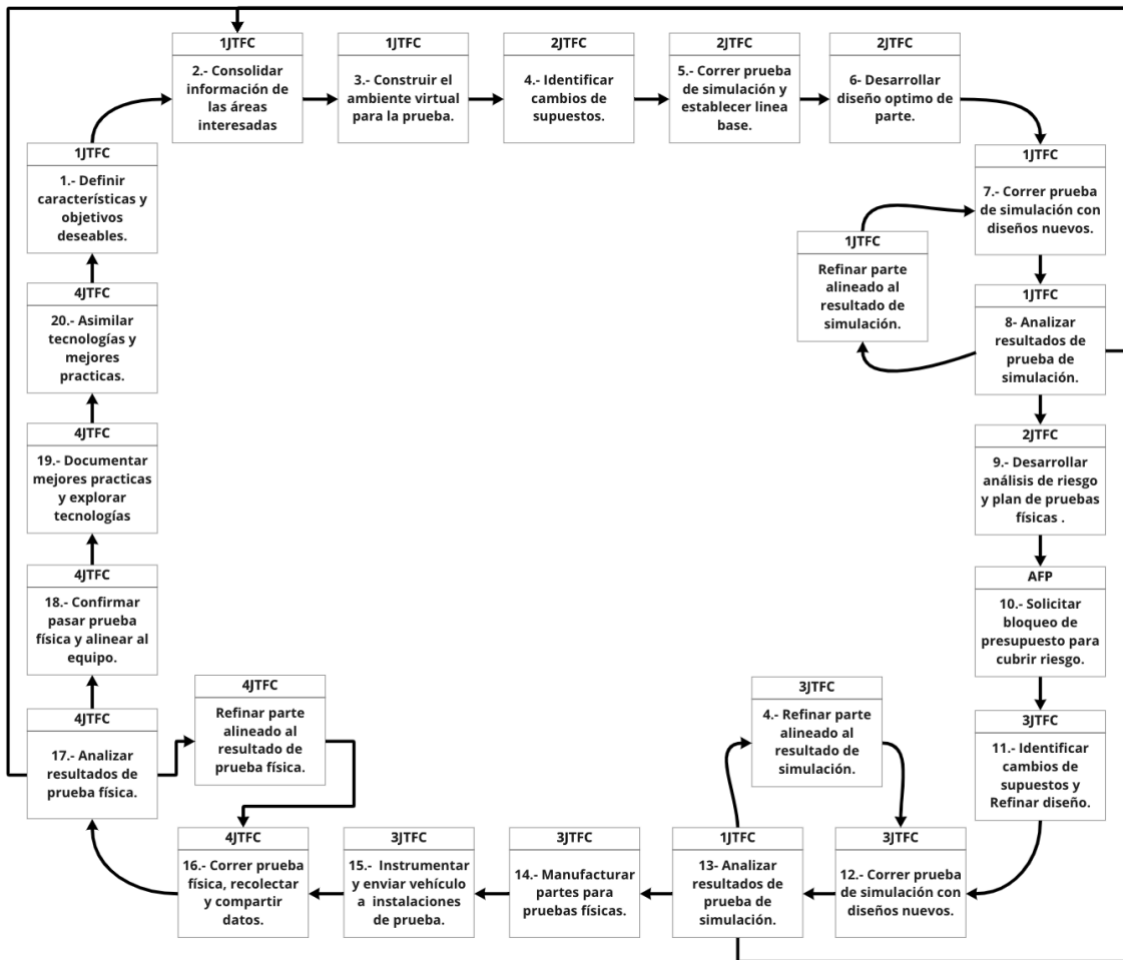 1JTFC
2.- Consolidar
información de
las áreas
interesadas
1JTFC
3.- Construir el
ambiente virtual
para la prueba.
2JTFC
4.- Identificar
cambios de
supuestos.
2JTFC
5.- Correr prueba
de simulación y
establecer linea
base.
2JTFC
6- Desarrollar
diseño optimo de
parte.
1JTFC
7.- Correr prueba
de simulación con
diseños nuevos.
1JTFC
Refinar parte
alineado al
resultado de
simulación.
1JTFC
8- Analizar
resultados de
prueba de
simulación.
2JTFC
9.- Desarrollar
análisis de riesgo
y plan de pruebas
físicas .
AFP
10.- Solicitar
bloqueo de
presupuesto para
cubrir riesgo.
3JTFC
11.- Identificar
cambios de
supuestos y
Refinar diseño.
3JTFC
12.- Correr prueba
de simulación con
diseños nuevos.
3JTFC
4.- Refinar parte
alineado al
resultado de
simulación.
1JTFC
13- Analizar
resultados de
prueba de
simulación.
3JTFC
14.- Manufacturar
partes para
pruebas físicas.
3JTFC
15.- Instrumentar
y enviar vehículo
a instalaciones
de prueba.
4JTFC
16.- Correr prueba
física, recolectar
y compartir
datos.
4JTFC
Refinar parte
alineado al
resultado de
prueba física.
4JTFC
17.- Analizar
resultados de
prueba física.
4JTFC
18.- Confirmar
pasar prueba
física y alinear al
equipo.
4JTFC
19.- Documentar
mejores practicas
y explorar
tecnologías
4JTFC
20.- Asimilar
tecnologías y
mejores
practicas.
1JTFC
1.- Definir
características y
objetivos
deseables.